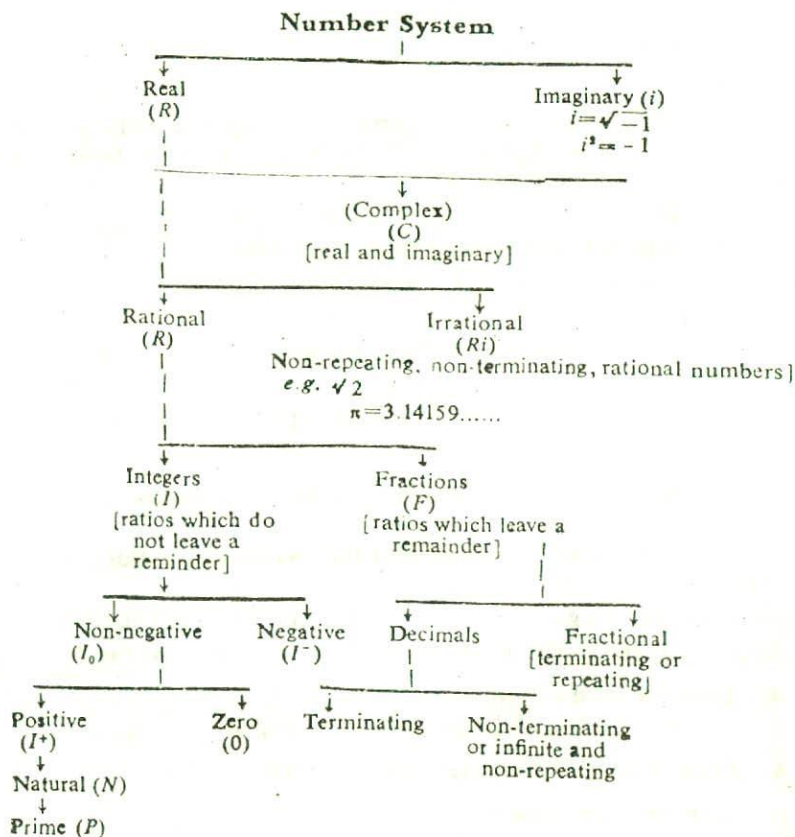 Number System
Real
(R)
Imaginary (i)
i=√-1
i²= - 1
(Complex)
(C)
[real and imaginary]
Rational
(R)
Irrational
(Ri)
Non-repeating, non-terminating, rational numbers]
e.g. √2
π=3.14159......
Integers
(I)
[ratios which do
not leave a
reminder]
Fractions
(F)
[ratios which leave a
remainder]
Non-negative
(I₀)
Negative
(I⁻)
Decimals
Fractional
[terminating or
repeating]
Positive
(I⁺)
Zero
(0)
Terminating
Non-terminating
or infinite and
non-repeating
Natural (N)
Prime (P)